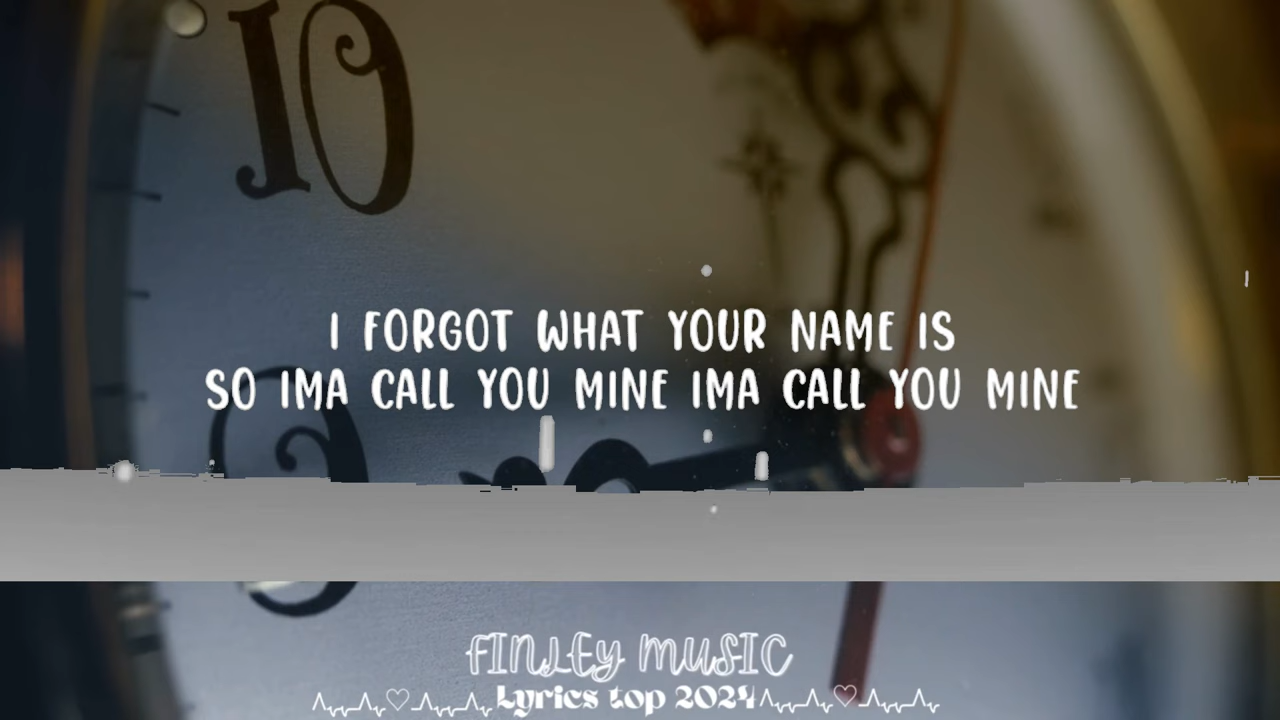 10
I FORGOT WHAT YOUR NAME IS
SO IMA CALL YOU MINE IMA CALL YOU MINE
FINLEY MUSIC
Lyrics top 2024